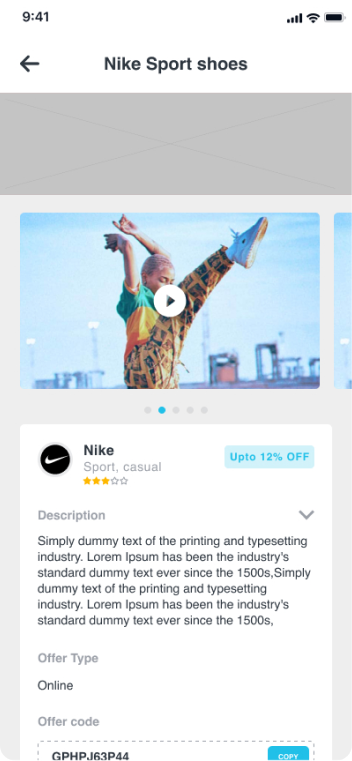 9:41
Nike Sport shoes
Nike
Sport, casual
Upto 12% OFF
Description
Simply dummy text of the printing and typesetting
industry. Lorem Ipsum has been the industry's
standard dummy text ever since the 1500s,Simply
dummy text of the printing and typesetting
industry. Lorem Ipsum has been the industry's
standard dummy text ever since the 1500s,
Offer Type
Online
Offer code
GPHPJ63P44
COPY